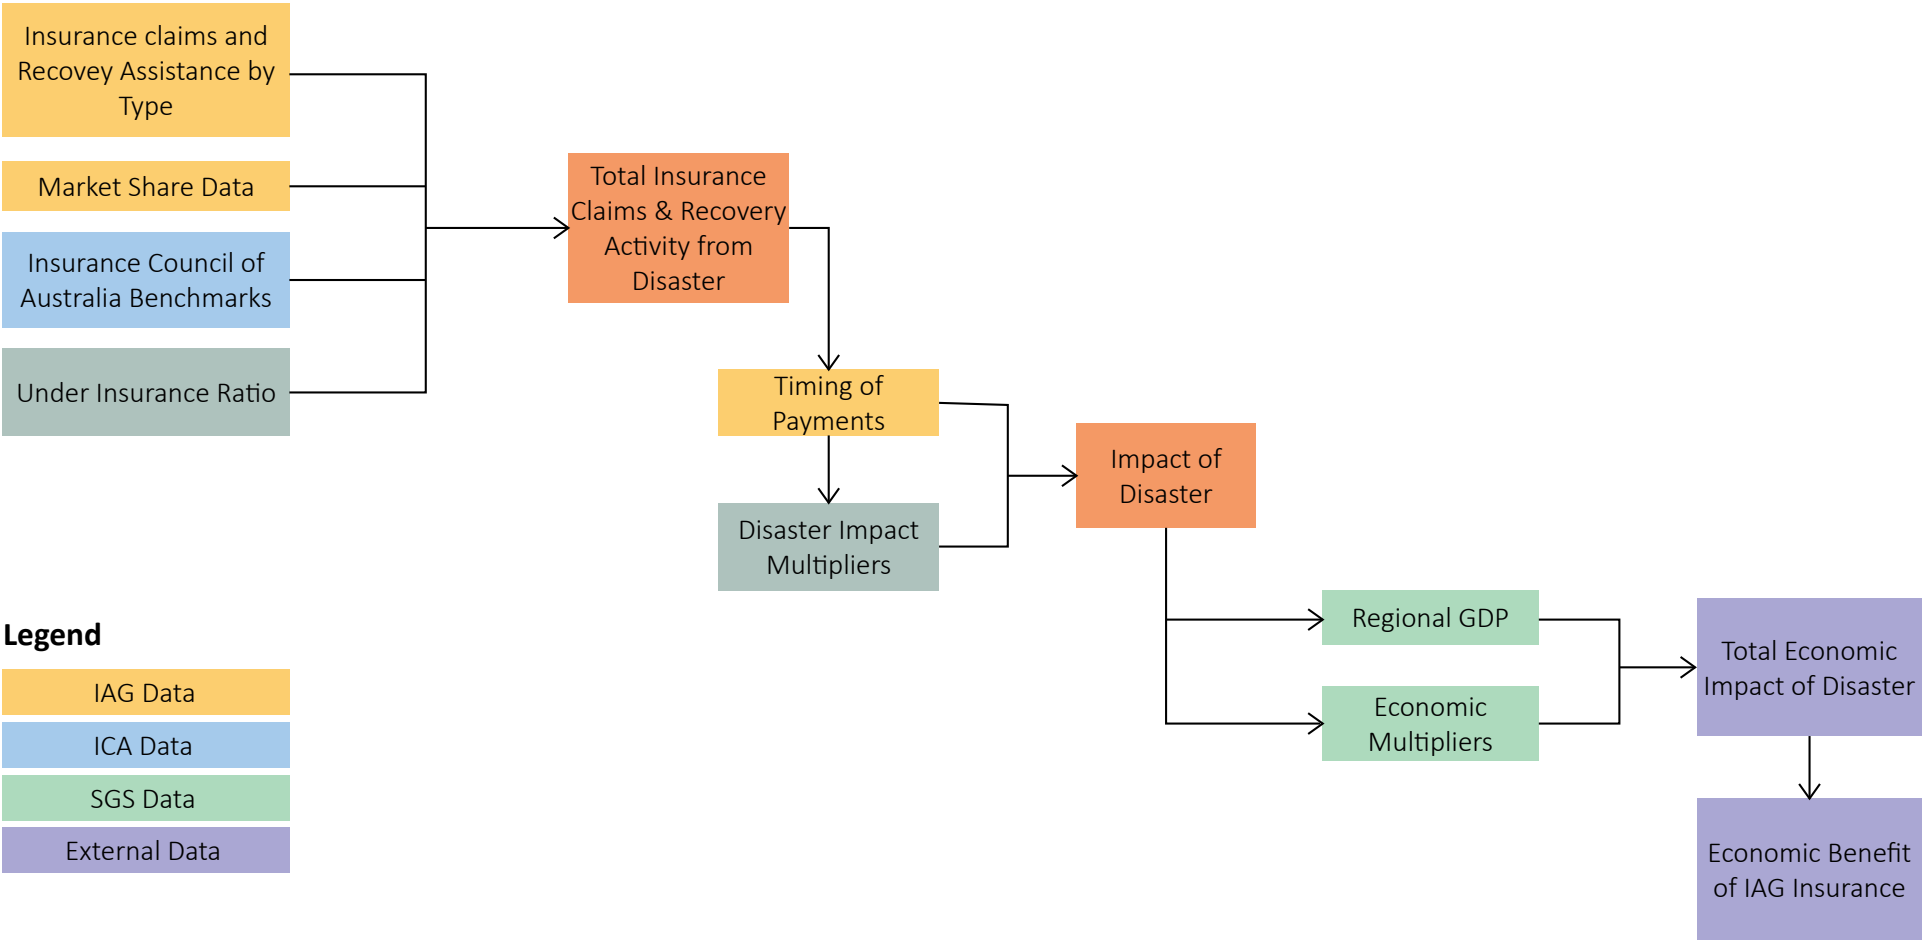 Insurance claims and
Recovey Assistance by
Type
Market Share Data
Insurance Council of
Australia Benchmarks
Under Insurance Ratio
Total Insurance
Claims & Recovery
Activity from
Disaster
Timing of
Payments
Disaster Impact
Multipliers
Impact of
Disaster
Regional GDP
Economic
Multipliers
Total Economic
Impact of Disaster
Economic Benefit
of IAG Insurance
Legend
IAG Data
ICA Data
SGS Data
External Data